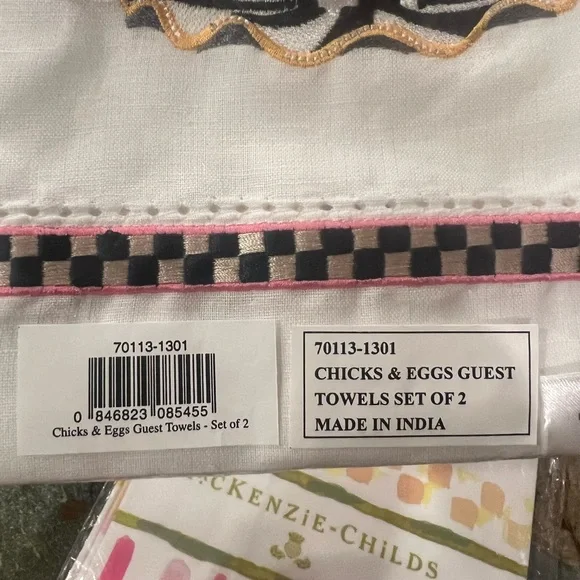 70113-1301
0 846823 085455
Chicks & Eggs Guest Towels - Set of 2
70113-1301
CHICKS & EGGS GUEST
TOWELS SET OF 2
MADE IN INDIA
MACKENZIE-CHILDS